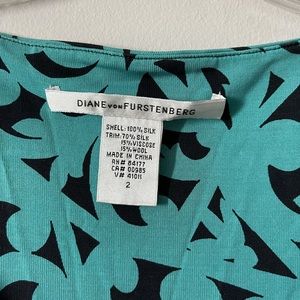 DIANE VON FURSTENBERG
SHELL: 100% SILK
TRIM: 70% SILK
15% VISCOSE
15% WOOL
MADE IN CHINA
RN# 84177
CA# 00985
V# 41011
2